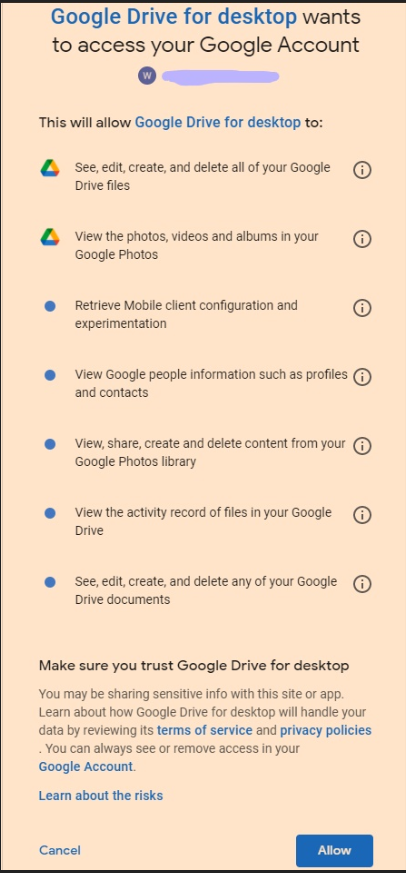 Google Drive for desktop wants
to access your Google Account
W
This will allow Google Drive for desktop to:
See, edit, create, and delete all of your Google
Drive files
View the photos, videos and albums in your
Google Photos
Retrieve Mobile client configuration and
experimentation
View Google people information such as profiles
and contacts
View, share, create and delete content from your
Google Photos library
View the activity record of files in your Google
Drive
See, edit, create, and delete any of your Google
Drive documents
Make sure you trust Google Drive for desktop
You may be sharing sensitive info with this site or app.
Learn about how Google Drive for desktop will handle your
data by reviewing its terms of service and privacy policies
. You can always see or remove access in your
Google Account.
Learn about the risks
Cancel
Allow